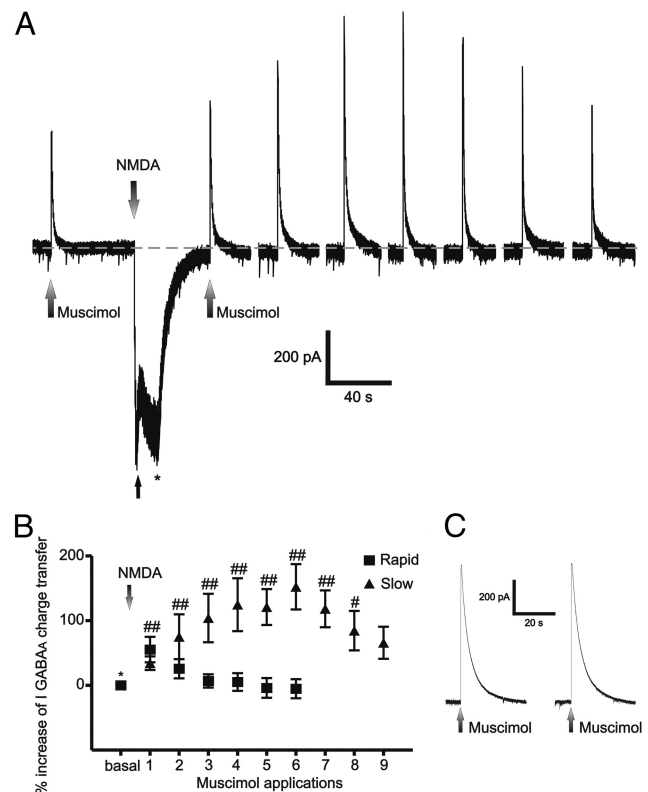 A
NMDA
Muscimol
Muscimol
200 pA
40 s
*
B
% increase of I GABAA charge transfer
200
100
0
NMDA
*
##
##
##
##
##
##
##
#
Rapid
Slow
basal 1 2 3 4 5 6 7 8 9
Muscimol applications
C
200 pA
20 s
Muscimol
Muscimol